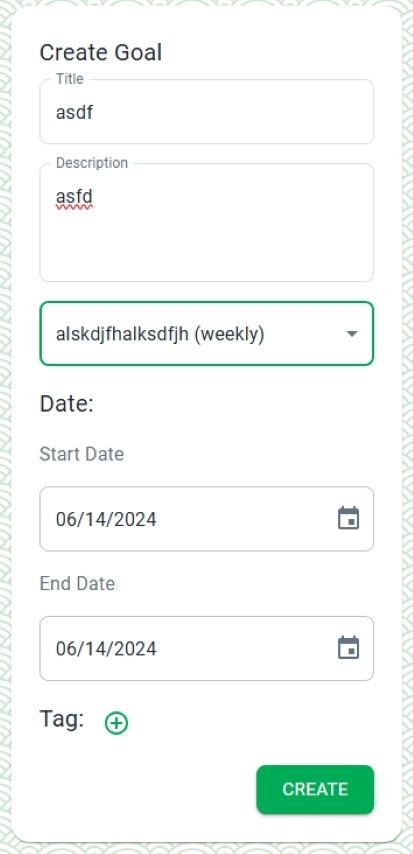 Create Goal
Title
asdf
Description
asfd
alskdjfhalksdfjh (weekly)
Date:
Start Date
06/14/2024
End Date
06/14/2024
Tag:
CREATE